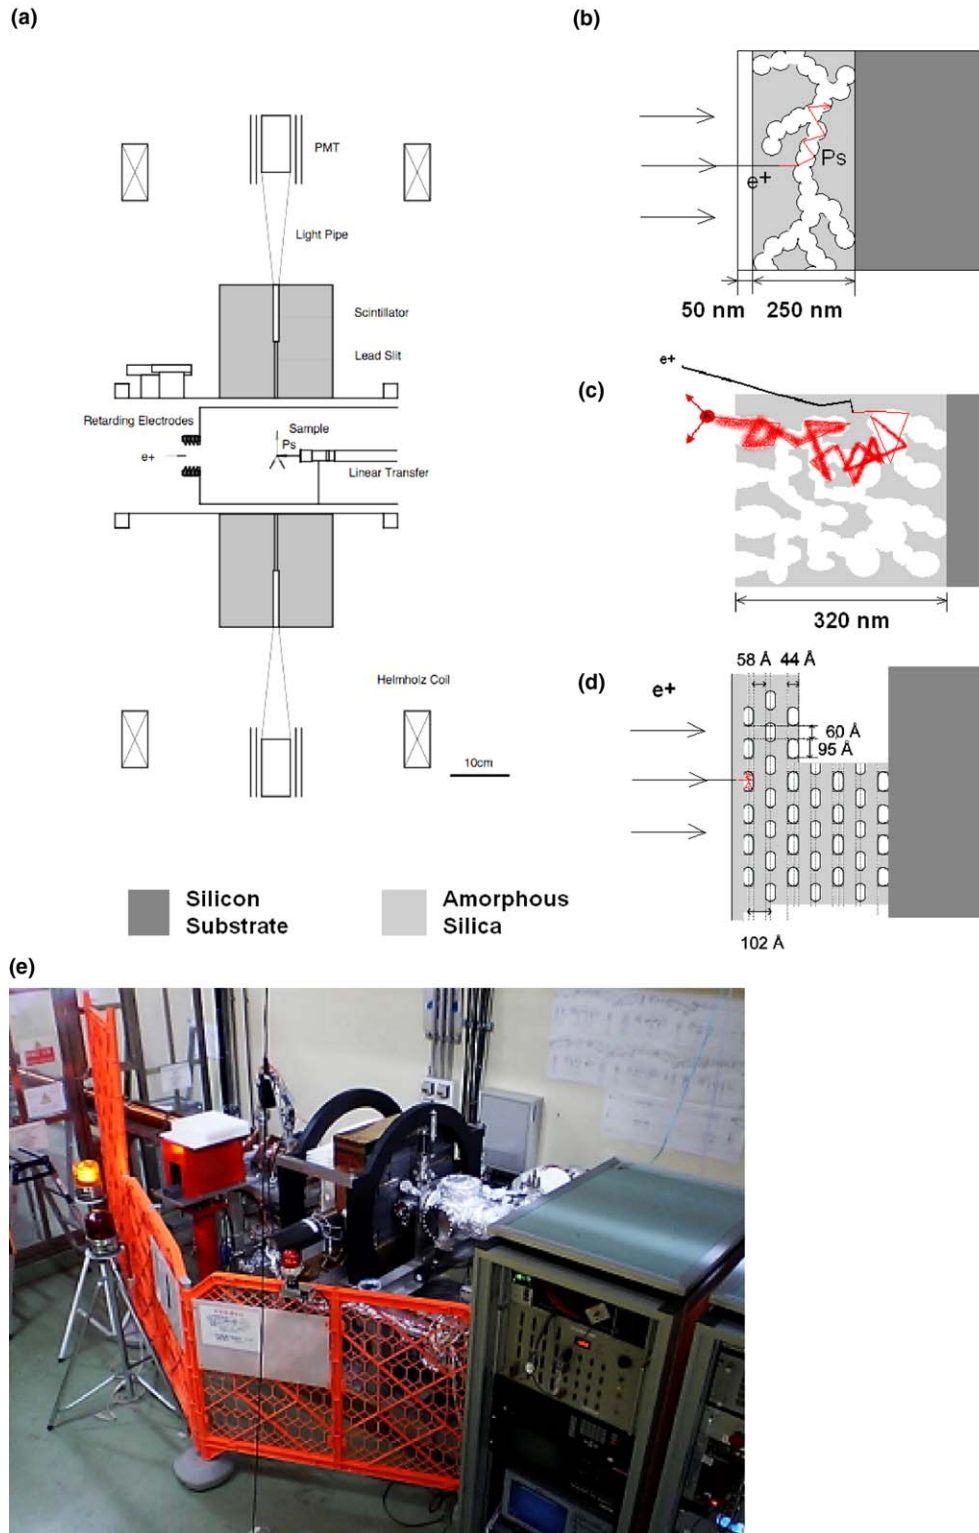 (a)
PMT
Light Pipe
Scintillator
Lead Slit
Retarding Electrodes
Sample
Ps
e+
Linear Transfer
Helmholz Coil
10cm
(b)
Ps
e+
50 nm 250 nm
(c)
e+
320 nm
(d)
e+
58 Å 44 Å
60 Å
95 Å
102 Å
Silicon
Substrate
Amorphous
Silica
(e)